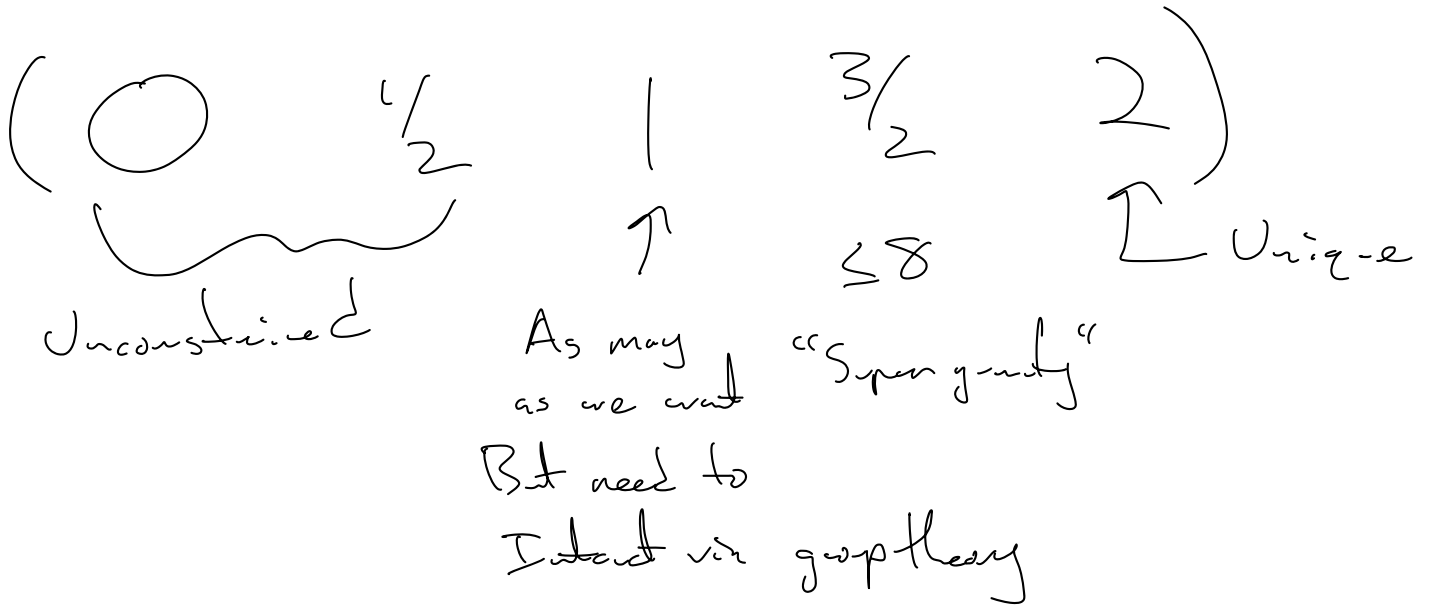 ( 0 1/2 1 3/2 2 )
≤8
Unique
Unconstrained
As may
as we want
"Supergravity"
But need to
Interact via group theory